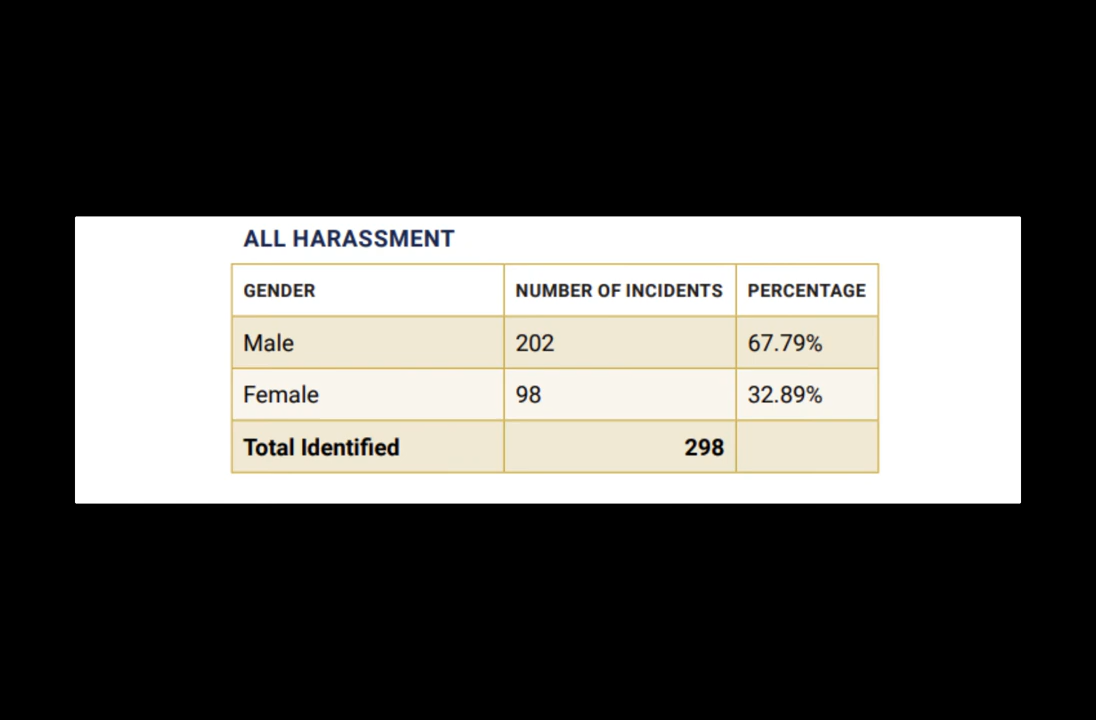 ALL HARASSMENT
GENDER NUMBER OF INCIDENTS PERCENTAGE
Male 202 67.79%
Female 98 32.89%
Total Identified 298